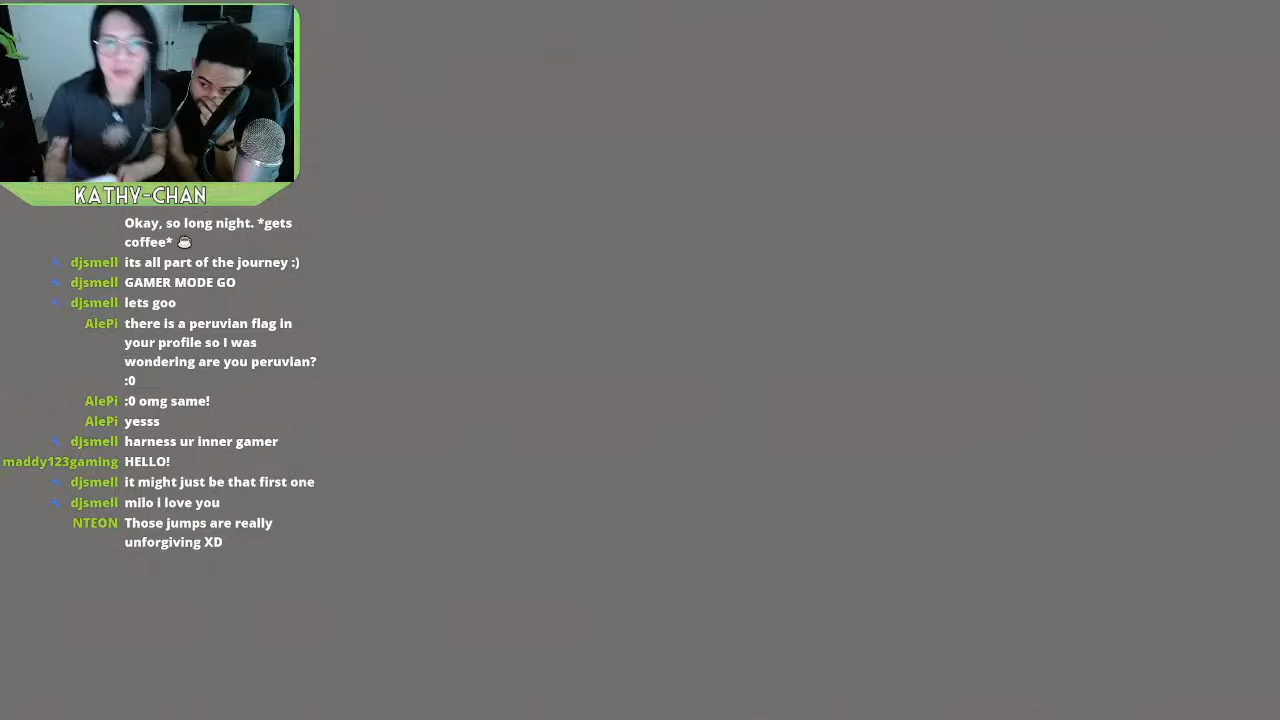 KATHY-CHAN
Okay, so long night. *gets
coffee* ☕
djsmell its all part of the journey :)
djsmell GAMER MODE GO
djsmell lets goo
AlePi there is a peruvian flag in
your profile so I was
wondering are you peruvian?
:0
AlePi :0 omg same!
AlePi yesss
djsmell harness ur inner gamer
maddy123gaming HELLO!
djsmell it might just be that first one
djsmell milo i love you
NTEON Those jumps are really
unforgiving XD